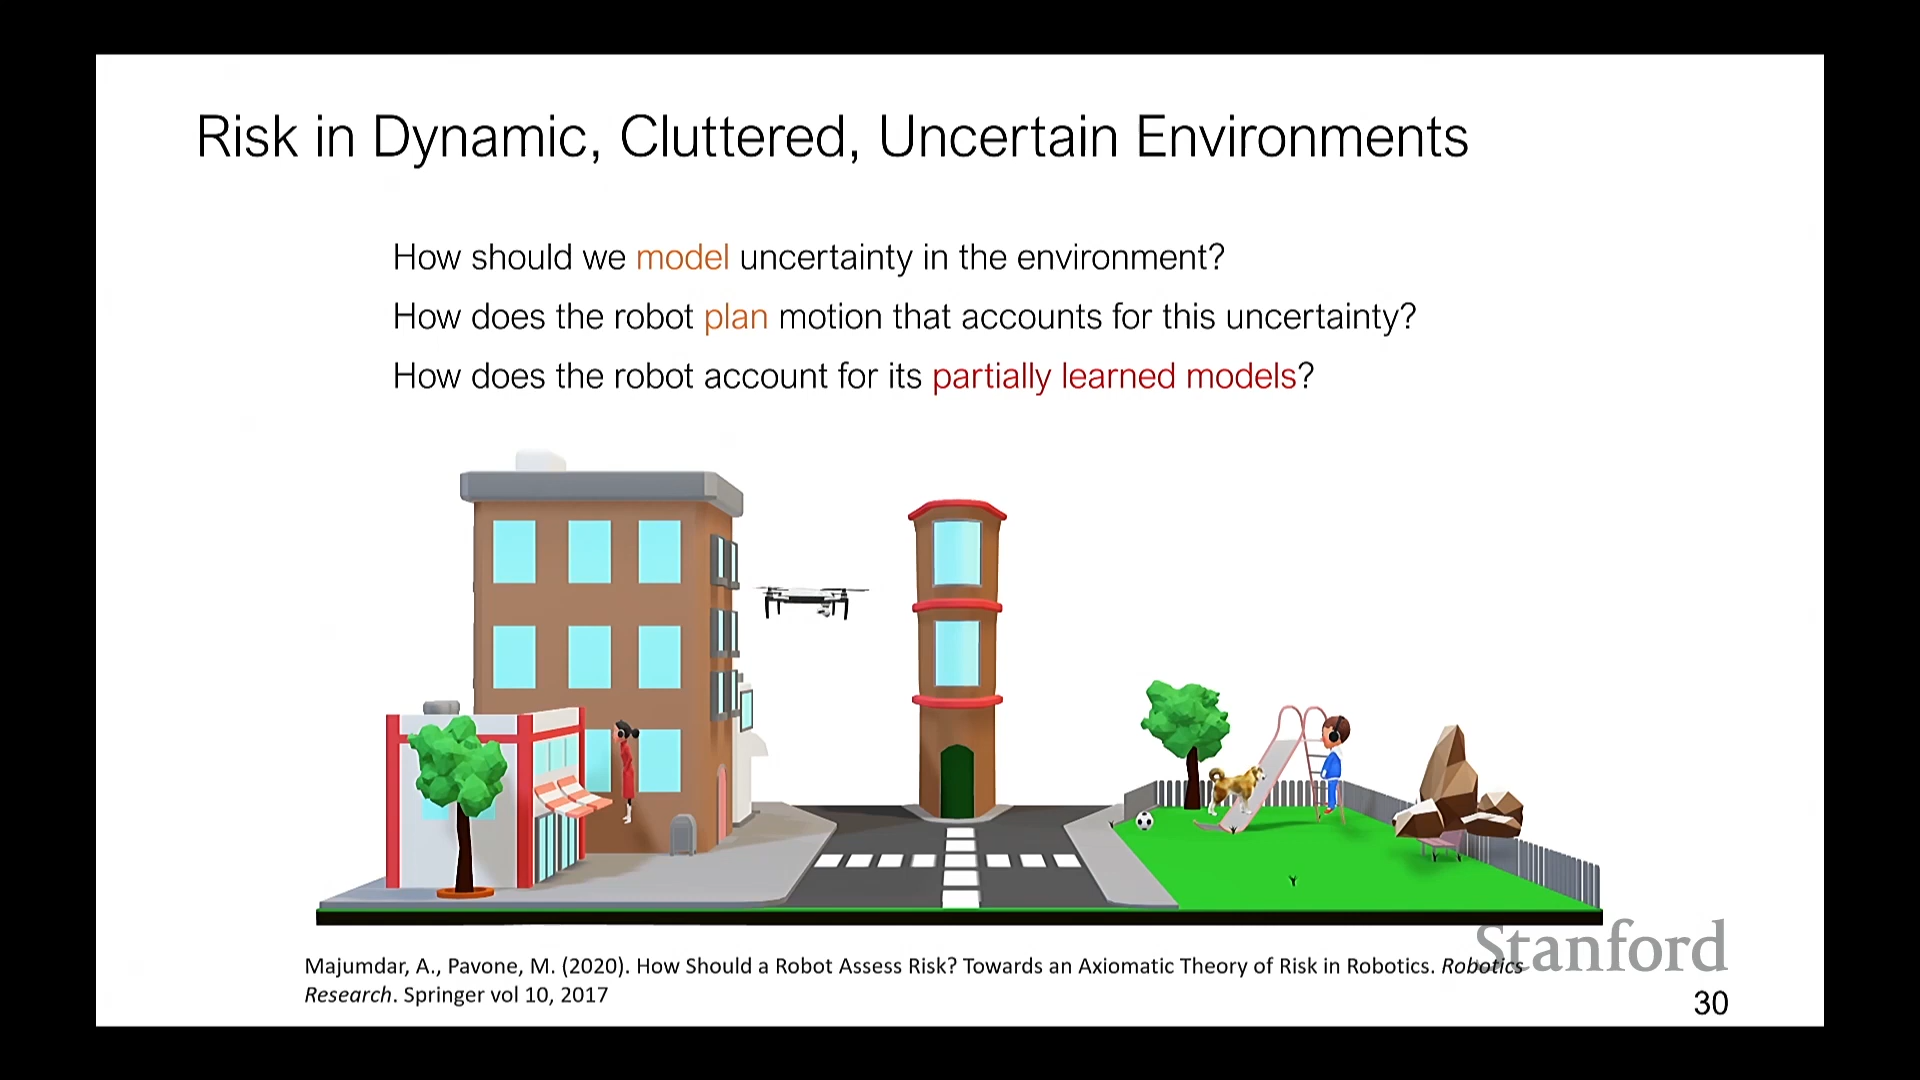 Risk in Dynamic, Cluttered, Uncertain Environments
How should we model uncertainty in the environment?
How does the robot plan motion that accounts for this uncertainty?
How does the robot account for its partially learned models?
Majumdar, A., Pavone, M. (2020). How Should a Robot Assess Risk? Towards an Axiomatic Theory of Risk in Robotics. Robotics
Research. Springer vol 10, 2017
Stanford
30